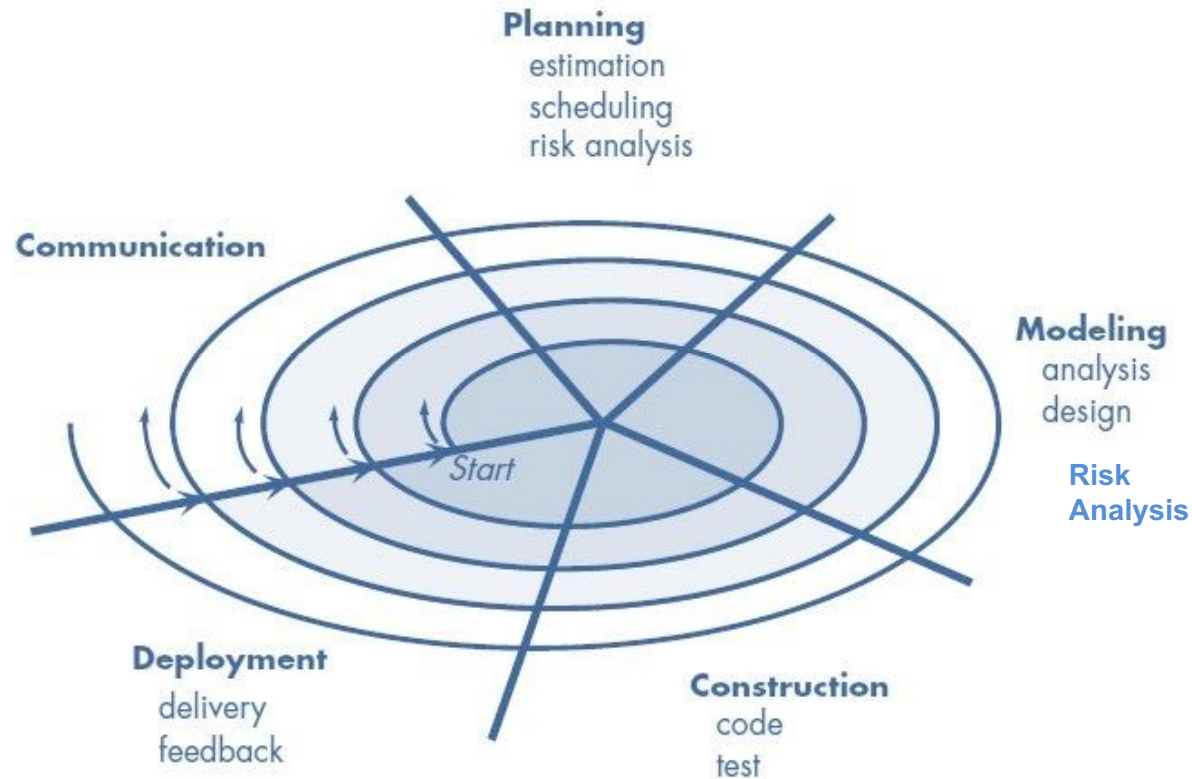 Planning
estimation
scheduling
risk analysis
Communication
Modeling
analysis
design
Risk
Analysis
Start
Deployment
delivery
feedback
Construction
code
test